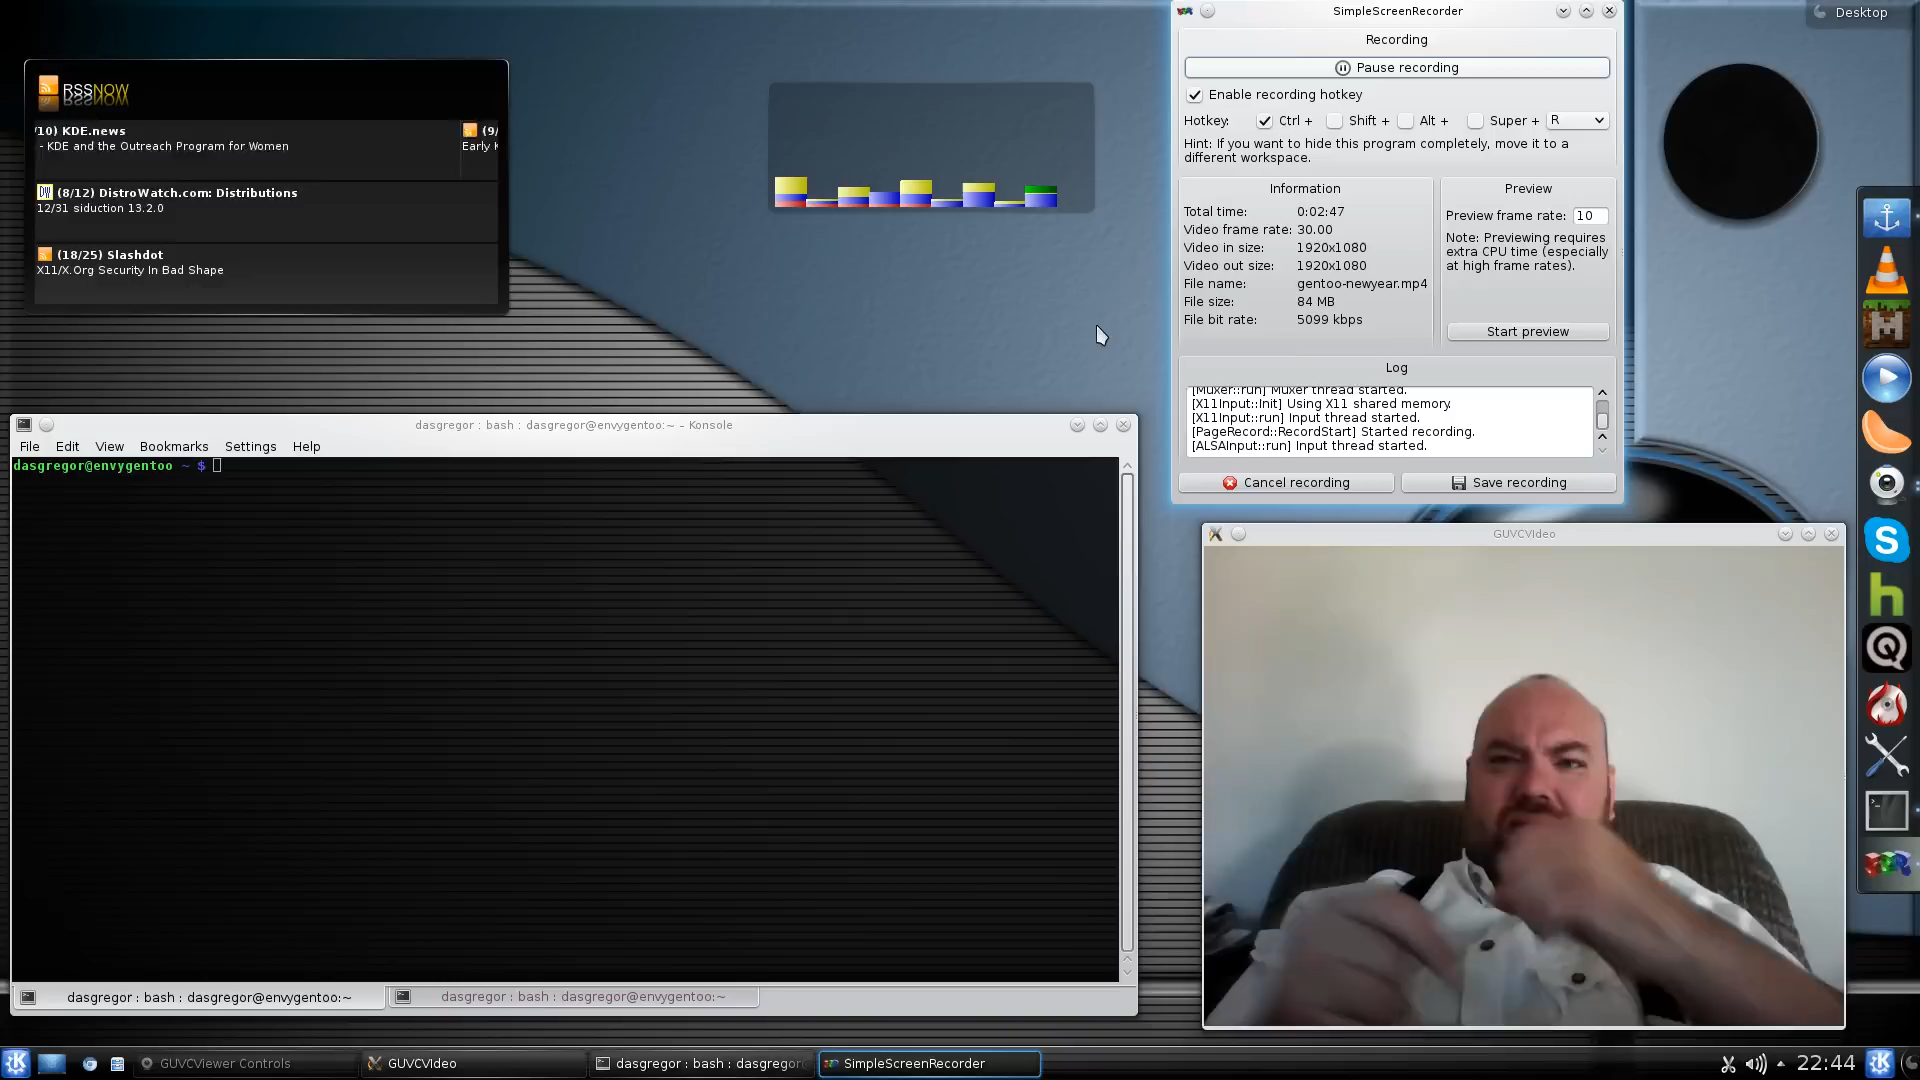 SimpleScreenRecorder
Desktop
Recording
Pause recording
Enable recording hotkey
Hotkey: Ctrl + Shift + Alt + Super + R
Hint: If you want to hide this program completely, move it to a
different workspace.
Information
Total time: 0:02:47
Video frame rate: 30.00
Video in size: 1920x1080
Video out size: 1920x1080
File name: gentoo-newyear.mp4
File size: 84 MB
File bit rate: 5099 kbps
Preview
Preview frame rate: 10
Note: Previewing requires
extra CPU time (especially
at high frame rates).
Start preview
Log
[Muxer::run] Muxer thread started.
[X11Input::Init] Using X11 shared memory.
[X11Input::run] Input thread started.
[PageRecord::RecordStart] Started recording.
[ALSAInput::run] Input thread started.
Cancel recording
Save recording
RSSNOW
/10) KDE.news
- KDE and the Outreach Program for Women
(9/
Early
DW (8/12) DistroWatch.com: Distributions
12/31 siduction 13.2.0
(18/25) Slashdot
X11/X.Org Security In Bad Shape
dasgregor : bash : dasgregor@envygentoo:~ – Konsole
File Edit View Bookmarks Settings Help
dasgregor@envygentoo ~ $
dasgregor : bash : dasgregor@envygentoo:~
dasgregor : bash : dasgregor@envygentoo:~
GUVCVIdeo
GUVCViewer Controls
GUVCVIdeo
dasgregor : bash : dasgregor
SimpleScreenRecorder
22:44